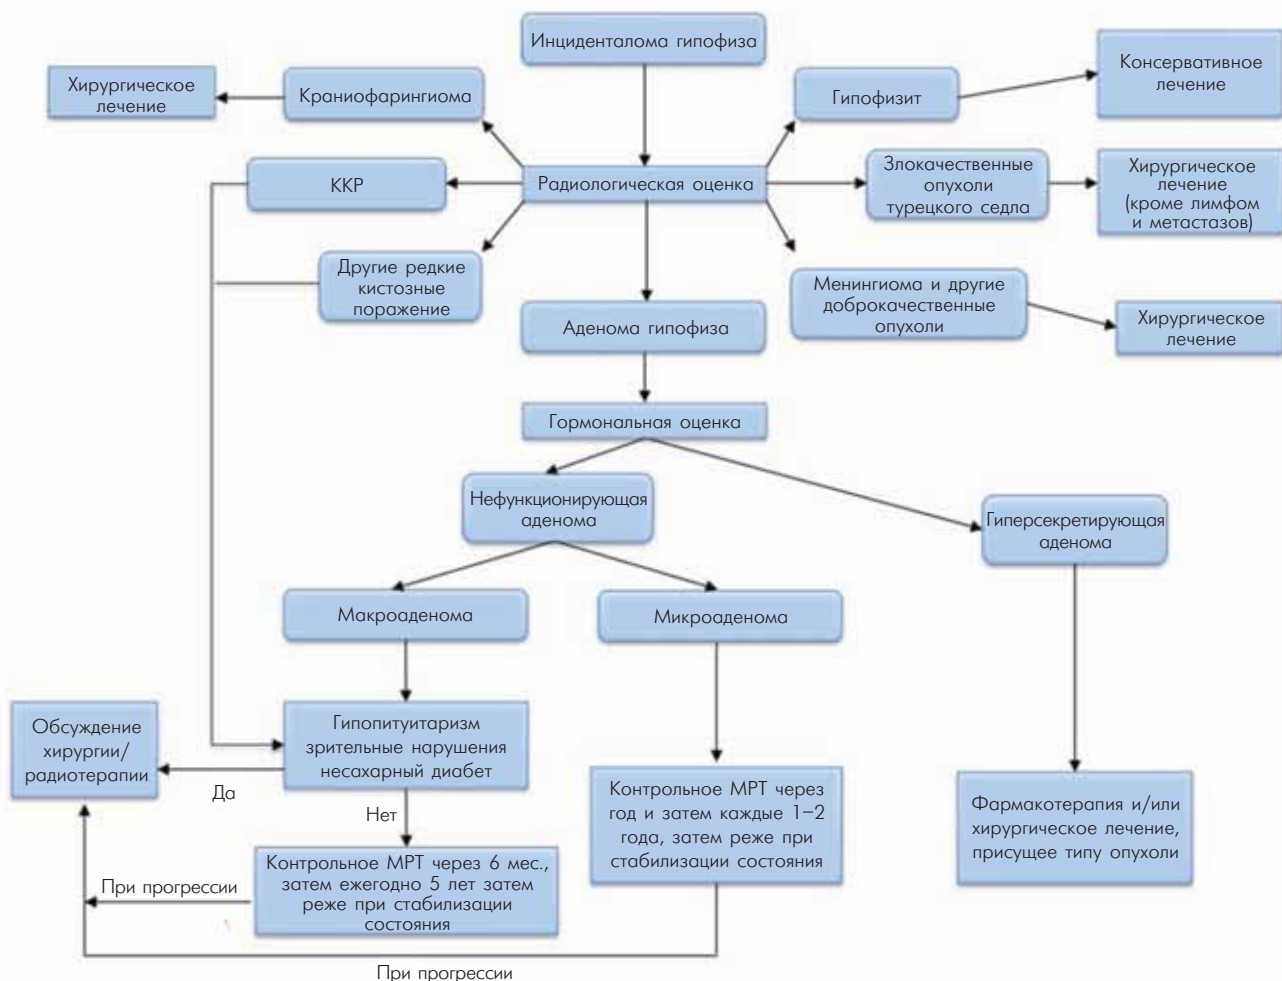 Инциденталома гипофиза
Хирургическое
лечение
Краниофарингиома
Гипофизит
Консервативное
лечение
ККР
Радиологическая оценка
Злокачественные
опухоли
турецкого седла
Хирургическое
лечение
(кроме лимфом
и метастазов)
Другие редкие
кистозные
поражение
Аденома гипофиза
Менингиома и другие
доброкачественные
опухоли
Хирургическое
лечение
Гормональная оценка
Нефункционирующая
аденома
Гиперсекретирующая
аденома
Макроаденома
Микроаденома
Обсуждение
хирургии/
радиотерапии
Гипопитуитаризм
зрительные нарушения
несахарный диабет
Да
Нет
Контрольное МРТ через
год и затем каждые 1–2
года, затем реже при
стабилизации состояния
Фармакотерапия и/или
хирургическое лечение,
присущее типу опухоли
Контрольное МРТ через 6 мес.,
затем ежегодно 5 лет затем
реже при стабилизации
состояния
При прогрессии
При прогрессии